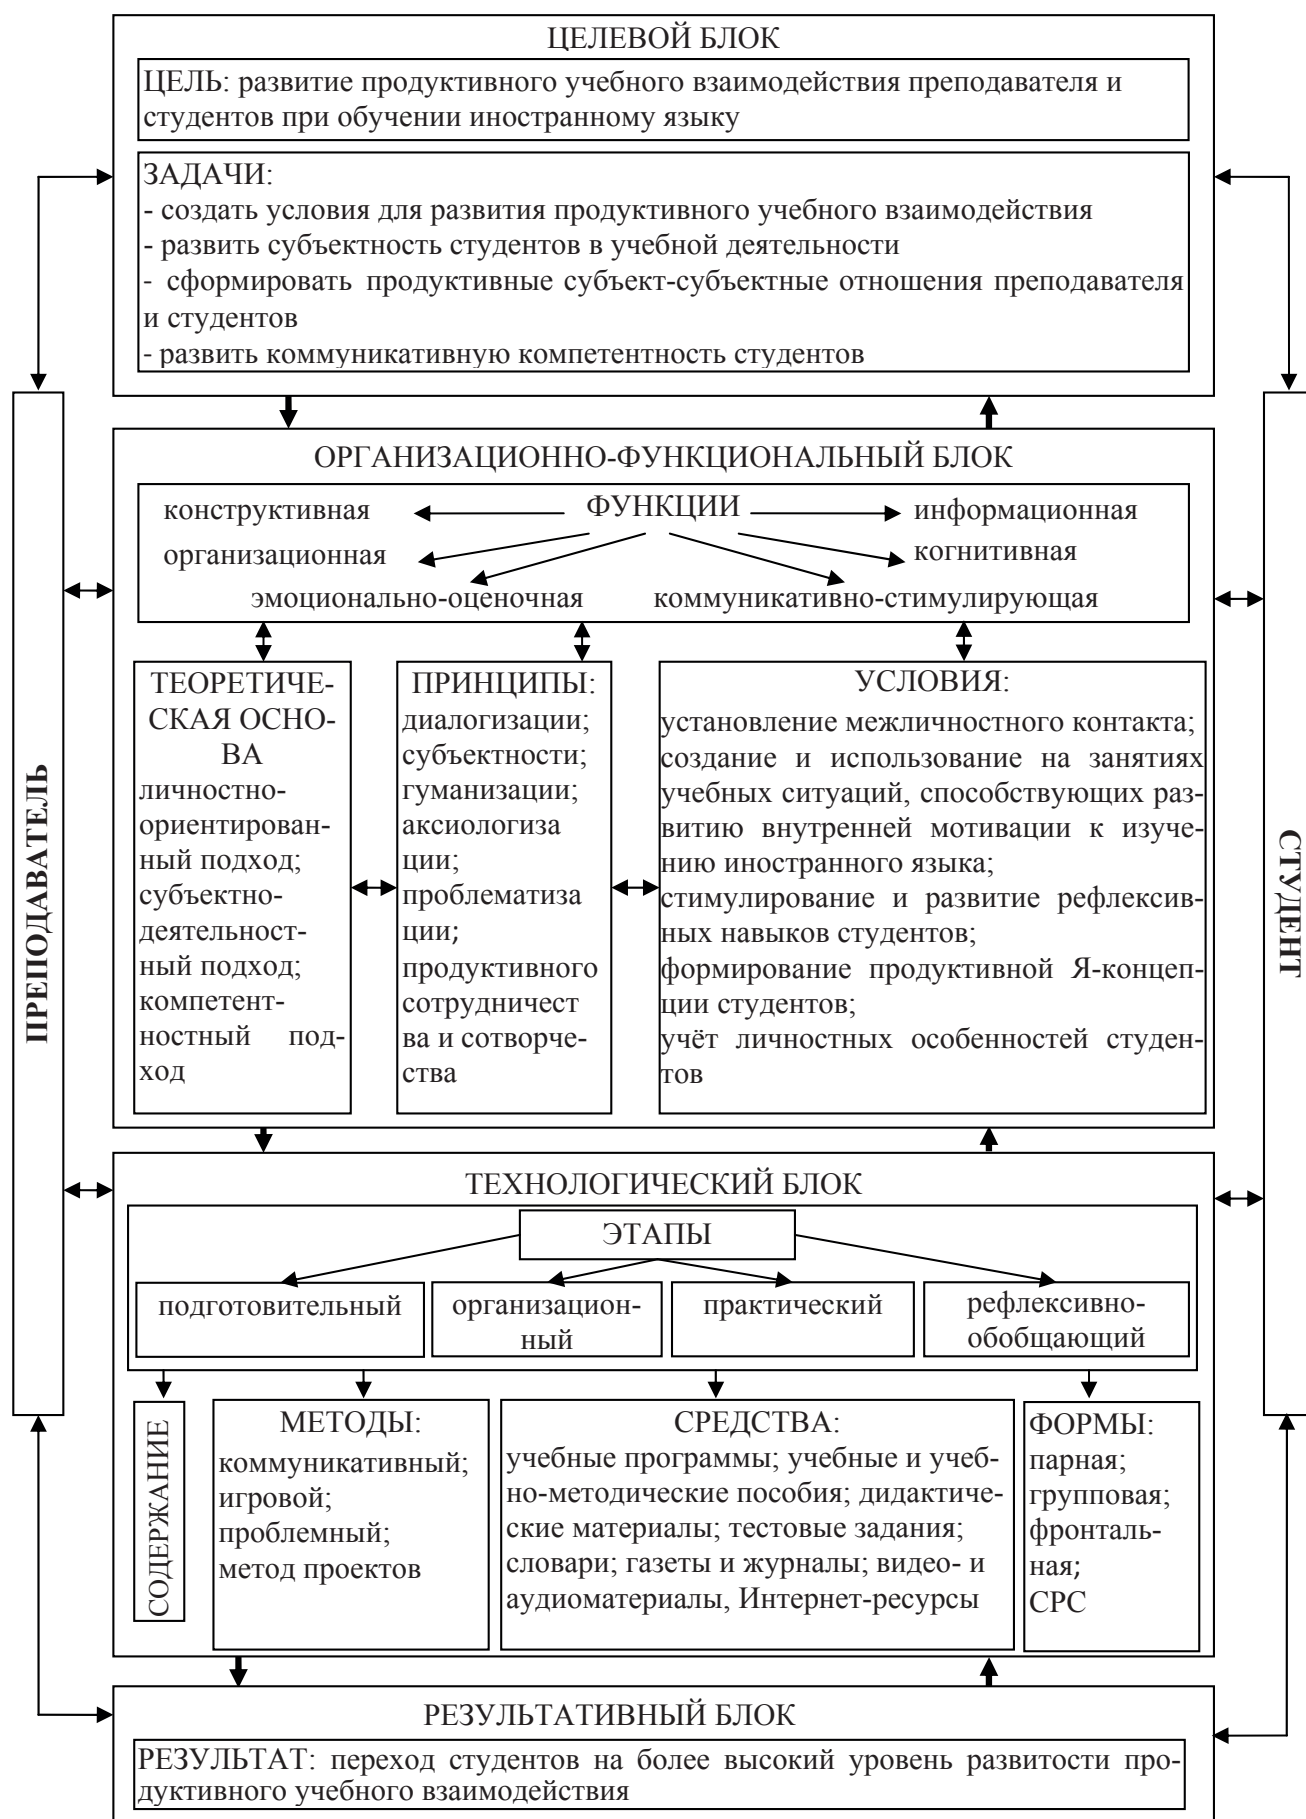 ЦЕЛЕВОЙ БЛОК
ЦЕЛЬ: развитие продуктивного учебного взаимодействия преподавателя и
студентов при обучении иностранному языку
ЗАДАЧИ:
- создать условия для развития продуктивного учебного взаимодействия
- развить субъектность студентов в учебной деятельности
- сформировать продуктивные субъект-субъектные отношения преподавателя
и студентов
- развить коммуникативную компетентность студентов
ПРЕПОДАВАТЕЛЬ
СТУДЕНТ
ОРГАНИЗАЦИОННО-ФУНКЦИОНАЛЬНЫЙ БЛОК
ФУНКЦИИ
конструктивная
информационная
организационная
когнитивная
эмоционально-оценочная
коммуникативно-стимулирующая
ТЕОРЕТИЧЕ-
СКАЯ ОСНО-
ВА
личностно-
ориентирован-
ный подход;
субъектно-
деятельност-
ный подход;
компетент-
ностный под-
ход
ПРИНЦИПЫ:
диалогизации;
субъектности;
гуманизации;
аксиологиза
ции;
проблематиза
ции;
продуктивного
сотрудничест
ва и сотворче-
ства
УСЛОВИЯ:
установление межличностного контакта;
создание и использование на занятиях
учебных ситуаций, способствующих раз-
витию внутренней мотивации к изуче-
нию иностранного языка;
стимулирование и развитие рефлексив-
ных навыков студентов;
формирование продуктивной Я-концеп-
ции студентов;
учёт личностных особенностей студен-
тов
ТЕХНОЛОГИЧЕСКИЙ БЛОК
ЭТАПЫ
подготовительный
организацион-
ный
практический
рефлексивно-
обобщающий
СОДЕРЖАНИЕ
МЕТОДЫ:
коммуникативный;
игровой;
проблемный;
метод проектов
СРЕДСТВА:
учебные программы; учебные и учеб-
но-методические пособия; дидактиче-
ские материалы; тестовые задания;
словари; газеты и журналы; видео- и
аудиоматериалы, Интернет-ресурсы
ФОРМЫ:
парная;
групповая;
фронталь-
ная;
СРС
РЕЗУЛЬТАТИВНЫЙ БЛОК
РЕЗУЛЬТАТ: переход студентов на более высокий уровень развитости про-
дуктивного учебного взаимодействия